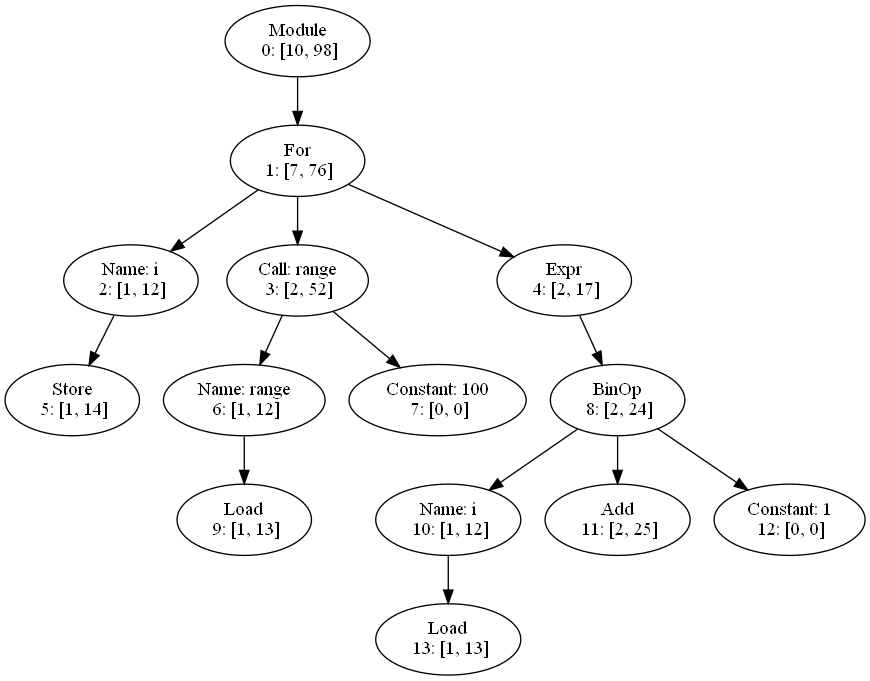 Module
0: [10, 98]
For
1: [7, 76]
Name: i
2: [1, 12]
Call: range
3: [2, 52]
Expr
4: [2, 17]
Store
5: [1, 14]
Name: range
6: [1, 12]
Constant: 100
7: [0, 0]
BinOp
8: [2, 24]
Load
9: [1, 13]
Name: i
10: [1, 12]
Add
11: [2, 25]
Constant: 1
12: [0, 0]
Load
13: [1, 13]